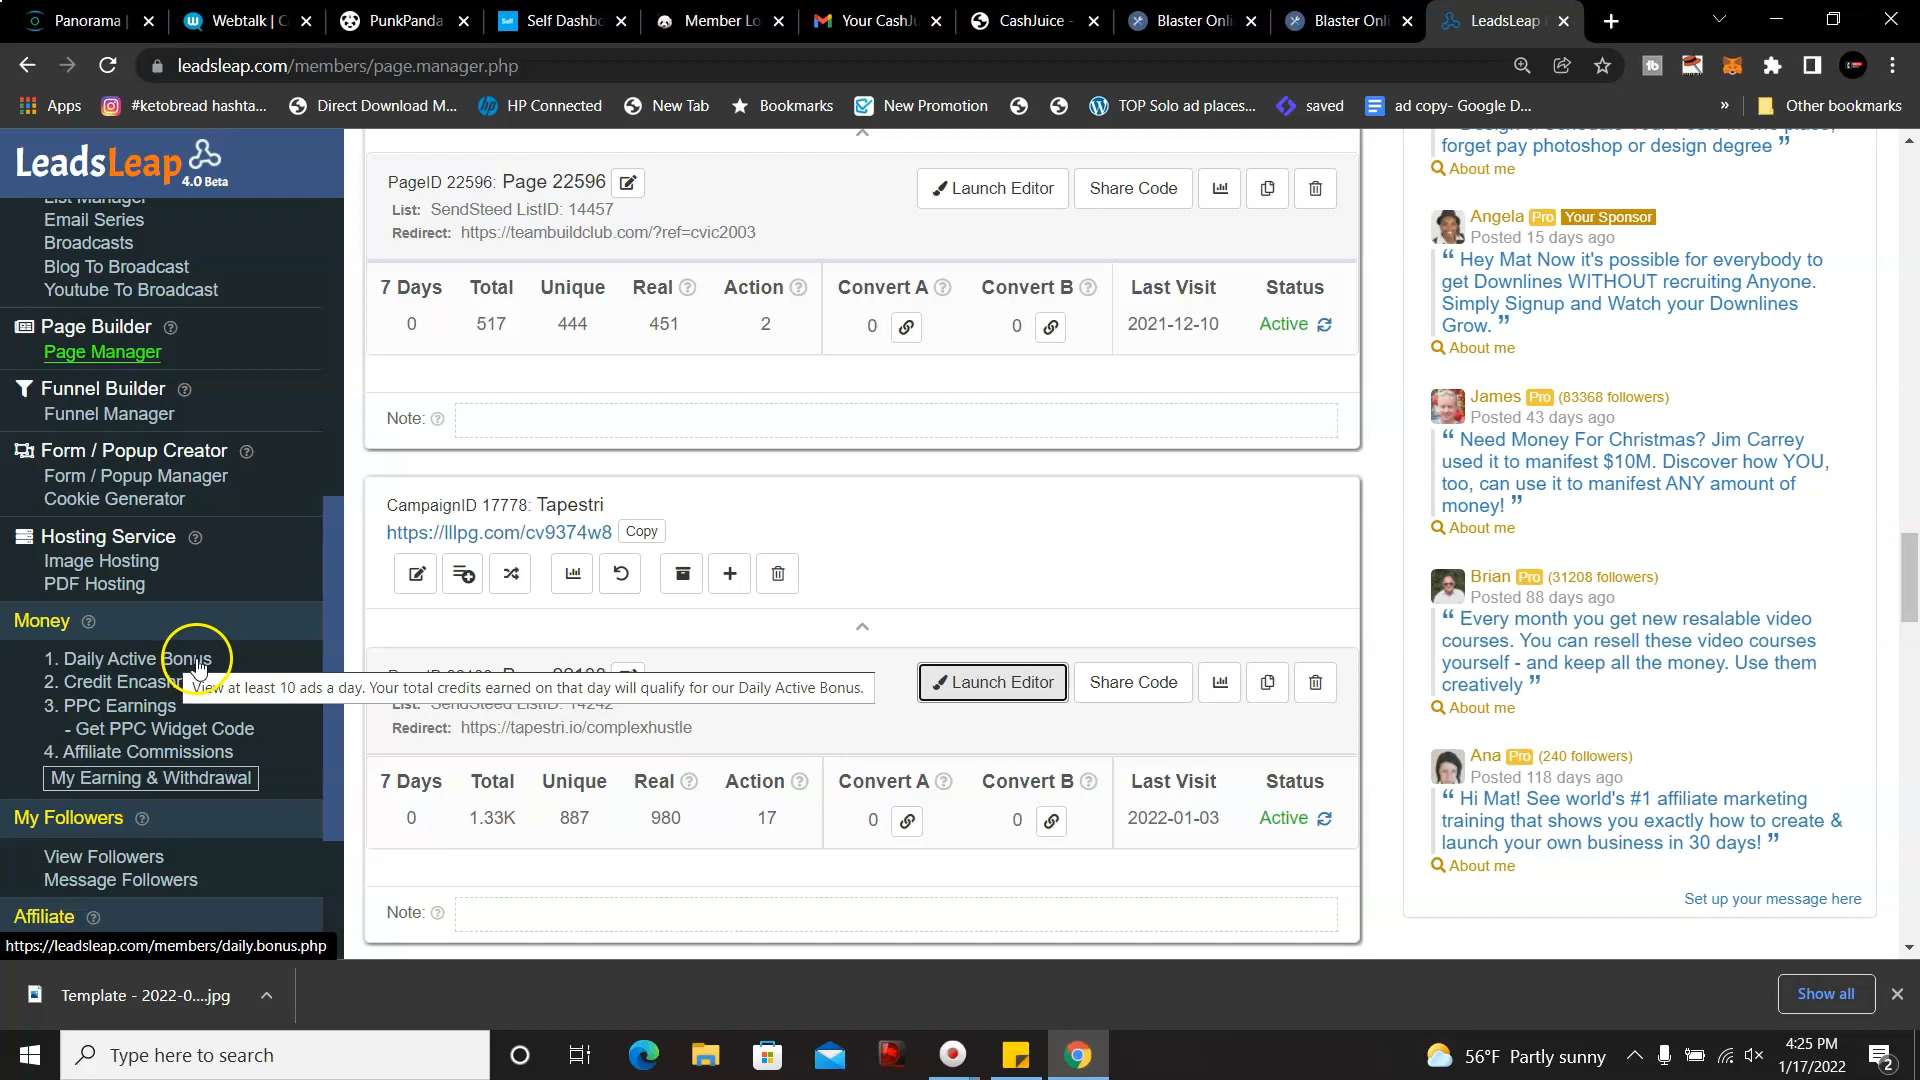 Panorama |
Webtalk | C
PunkPanda
Self Dashbo
Member Lo
Your CashJu
CashJuice -
Blaster Onli
Blaster Onli
LeadsLeap
leadsleap.com/members/page.manager.php
Apps
#ketobread hashta...
Direct Download M...
HP Connected
New Tab
Bookmarks
New Promotion
TOP Solo ad places...
saved
ad copy- Google D...
»
Other bookmarks
LeadsLeap
4.0 Beta
List Manager
Email Series
Broadcasts
Blog To Broadcast
Youtube To Broadcast
Page Builder
Page Manager
Funnel Builder
Funnel Manager
Form / Popup Creator
Form / Popup Manager
Cookie Generator
Hosting Service
Image Hosting
PDF Hosting
Money
1. Daily Active Bonus
2. Credit Encash
3. PPC Earnings
- Get PPC Widget Code
4. Affiliate Commissions
My Earning & Withdrawal
My Followers
View Followers
Message Followers
Affiliate
https://leadsleap.com/members/daily.bonus.php
View at least 10 ads a day. Your total credits earned on that day will qualify for our Daily Active Bonus.
PageID 22596: Page 22596
Launch Editor
Share Code
List: SendSteed ListID: 14457
Redirect: https://teambuildclub.com/?ref=cvic2003
7 Days Total Unique Real Action Convert A Convert B Last Visit Status
0 517 444 451 2 0 0 2021-12-10 Active
Note:
CampaignID 17778: Tapestri
https://lllpg.com/cv9374w8 Copy
Launch Editor
Share Code
List: SendSteed ListID: 14242
Redirect: https://tapestri.io/complexhustle
7 Days Total Unique Real Action Convert A Convert B Last Visit Status
0 1.33K 887 980 17 0 0 2022-01-03 Active
Note:
forget pay photoshop or design degree ”
About me
Angela Pro Your Sponsor
Posted 15 days ago
“ Hey Mat Now it's possible for everybody to
get Downlines WITHOUT recruiting Anyone.
Simply Signup and Watch your Downlines
Grow. ”
About me
James Pro (83368 followers)
Posted 43 days ago
“ Need Money For Christmas? Jim Carrey
used it to manifest $10M. Discover how YOU,
too, can use it to manifest ANY amount of
money! ”
About me
Brian Pro (31208 followers)
Posted 88 days ago
“ Every month you get new resalable video
courses. You can resell these video courses
yourself - and keep all the money. Use them
creatively ”
About me
Ana Pro (240 followers)
Posted 118 days ago
“ Hi Mat! See world's #1 affiliate marketing
training that shows you exactly how to create &
launch your own business in 30 days! ”
About me
Set up your message here
Template - 2022-0....jpg
Show all
Type here to search
56°F Partly sunny
4:25 PM
1/17/2022
2